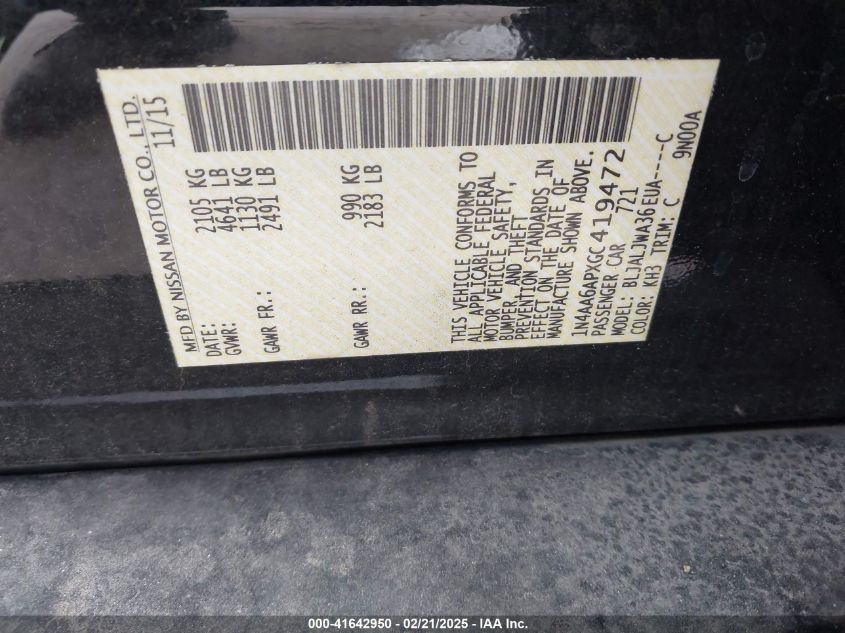 MFD BY NISSAN MOTOR CO., LTD.
DATE: 11/15
GVWR: 2105 KG
4641 LB
GAWR FR.: 1130 KG
2491 LB
GAWR RR.: 990 KG
2183 LB
THIS VEHICLE CONFORMS TO
ALL APPLICABLE FEDERAL
MOTOR VEHICLE SAFETY,
BUMPER, AND THEFT
PREVENTION STANDARDS IN
EFFECT ON THE DATE OF
MANUFACTURE SHOWN ABOVE.
1N4AA6APXGC419472
PASSENGER CAR 721
MODEL: BLJALJWA36EUA----C
COLOR: KH3 TRIM: C
9N00A
000-41642950 - 02/21/2025 - IAA Inc.